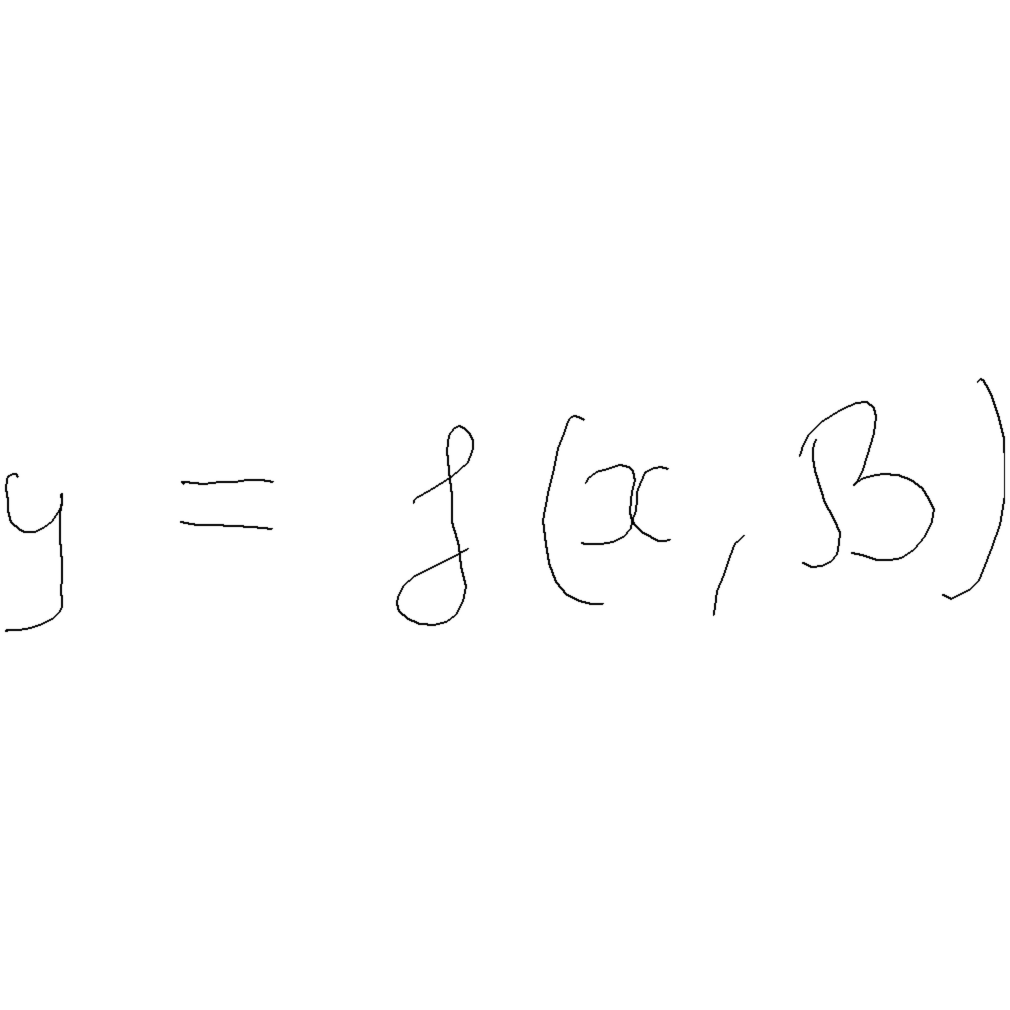 y = f(x, B)